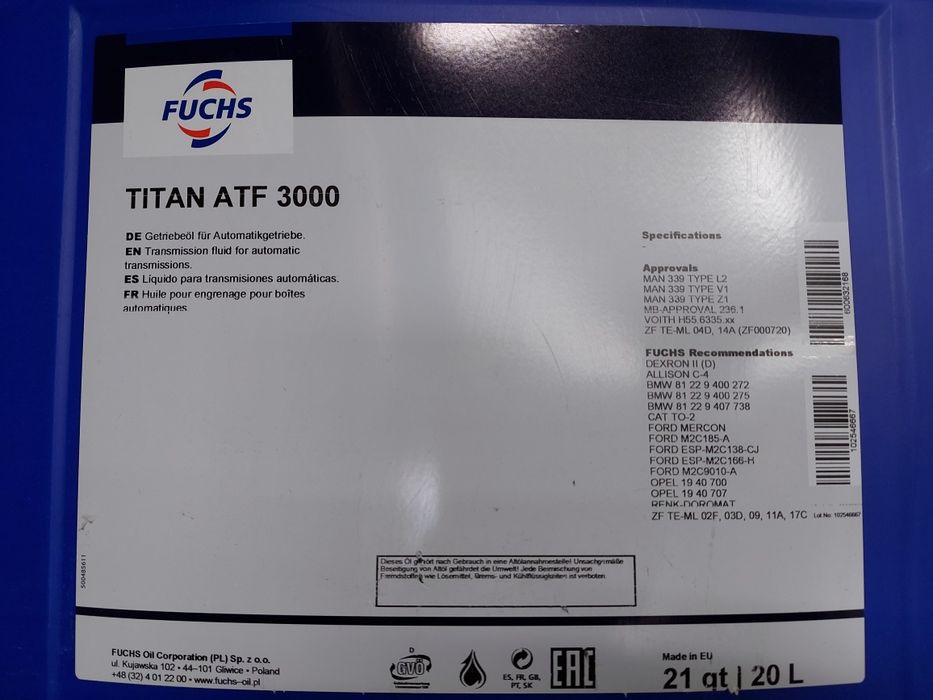 FUCHS
TITAN ATF 3000
DE Getriebeöl für Automatikgetriebe.
EN Transmission fluid for automatic
transmissions.
ES Líquido para transmisiones automáticas.
FR Huile pour engrenage pour boîtes
automatiques.
Specifications
-
Approvals
MAN 339 TYPE L2
MAN 339 TYPE V1
MAN 339 TYPE Z1
MB-APPROVAL 236.1
VOITH H55.6335.xx
ZF TE-ML 04D, 14A (ZF000720)
600632168
FUCHS Recommendations
DEXRON II (D)
ALLISON C-4
BMW 81 22 9 400 272
BMW 81 22 9 400 275
BMW 81 22 9 407 738
CAT TO-2
FORD MERCON
FORD M2C185-A
FORD ESP-M2C138-CJ
FORD ESP-M2C166-H
FORD M2C9010-A
OPEL 19 40 700
OPEL 19 40 707
RENK-DOROMAT
ZF TE-ML 02F, 03D, 09, 11A, 17C
Lot No: 102546667
102546667
500485611
Dieses Öl gehört nach Gebrauch in eine Altölannahmestelle! Unsachgemäße
Beseitigung von Altöl gefährdet die Umwelt! Jede Beimischung von
Fremdstoffen wie Lösemittel, Brems- und Kühlflüssigkeiten ist verboten.
FUCHS Oil Corporation (PL) Sp. z o.o.
ul. Kujawska 102 • 44-101 Gliwice • Poland
+48 (32) 4 01 22 00 • www.fuchs-oil.pl
D
GVÖ
ES, FR, GB,
PT, SK
EAC
Made in EU
21 qt | 20 L